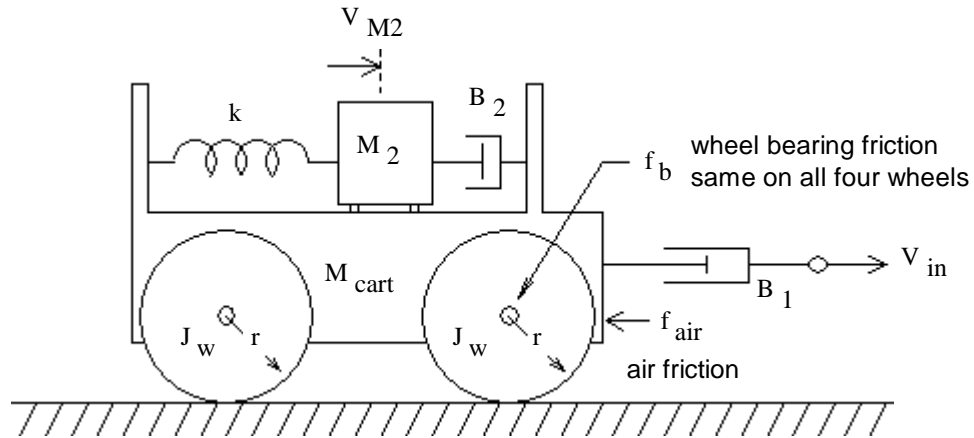 V M2
k
B 2
M 2
f b
wheel bearing friction
same on all four wheels
M cart
V in
B 1
J w
r
J w
r
f air
air friction